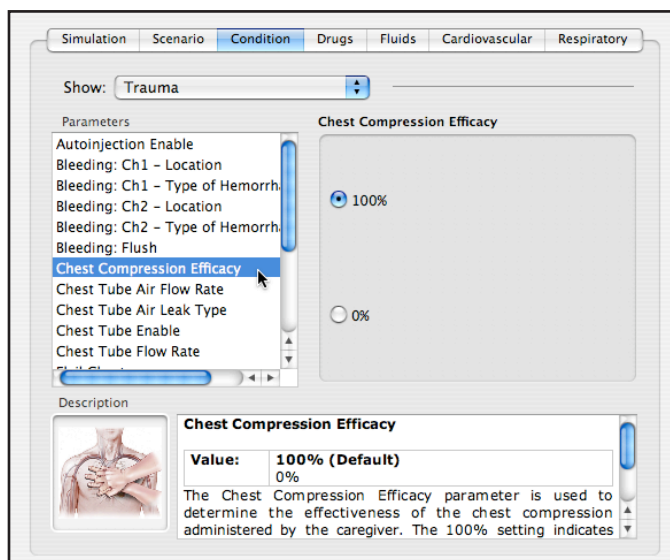 Simulation Scenario Condition Drugs Fluids Cardiovascular Respiratory
Show: Trauma
Parameters
Autoinjection Enable
Bleeding: Ch1 – Location
Bleeding: Ch1 – Type of Hemorrh
Bleeding: Ch2 – Location
Bleeding: Ch2 – Type of Hemorrh
Bleeding: Flush
Chest Compression Efficacy
Chest Tube Air Flow Rate
Chest Tube Air Leak Type
Chest Tube Enable
Chest Tube Flow Rate
Chest Compression Efficacy
100%
0%
Description
Chest Compression Efficacy
Value: 100% (Default)
0%
The Chest Compression Efficacy parameter is used to
determine the effectiveness of the chest compression
administered by the caregiver. The 100% setting indicates